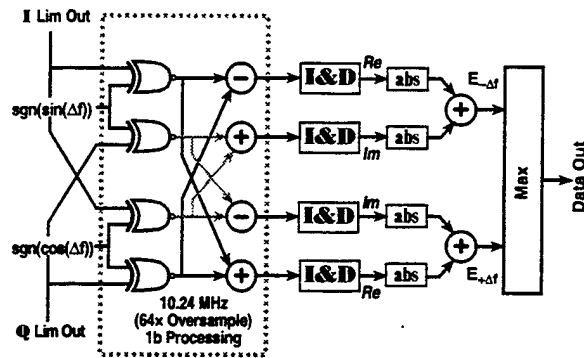 I Lim Out
sgn(sin(Δf))
sgn(cos(Δf))
Q Lim Out
−
+
−
+
10.24 MHz
(64x Oversample)
1b Processing
I&D
Re
abs
I&D
Im
abs
I&D
Im
abs
I&D
Re
abs
+
E−Δf
+
E+Δf
Max
Data Out